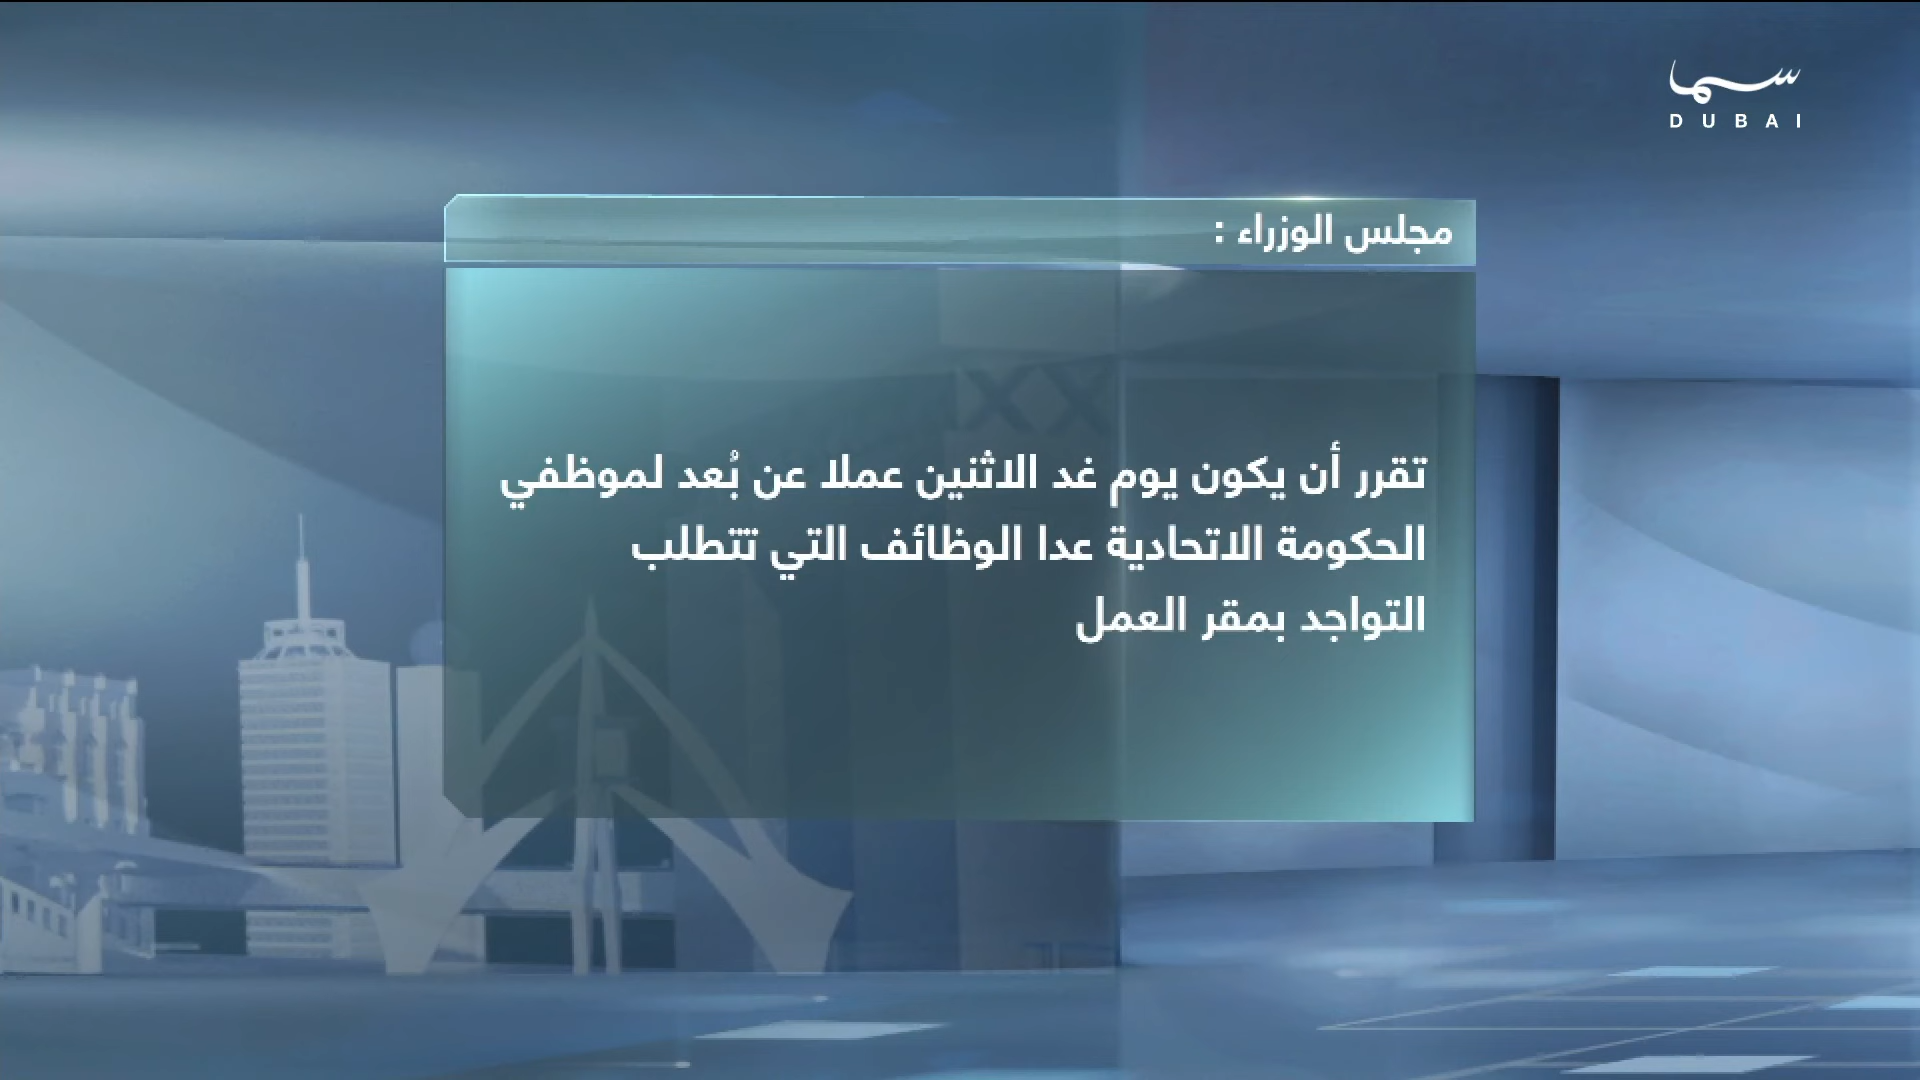 سما
DUBAI
مجلس الوزراء :
تقرر أن يكون يوم غد الاثنين عملا عن بُعد لموظفي
الحكومة الاتحادية عدا الوظائف التي تتطلب
التواجد بمقر العمل